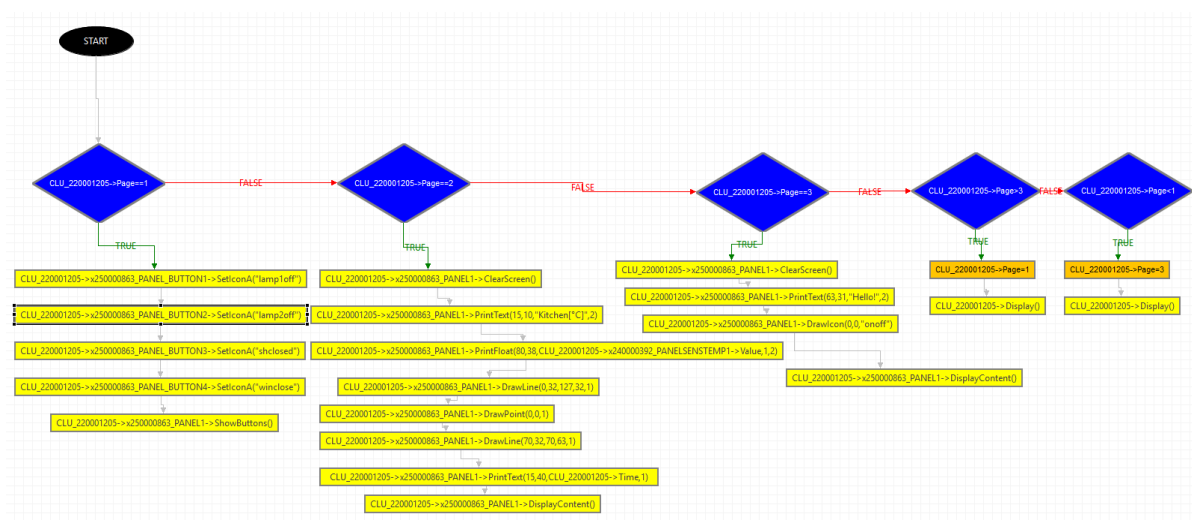 START
CLU_220001205->Page==1
FALSE
CLU_220001205->Page==2
FALSE
CLU_220001205->Page==3
FALSE
CLU_220001205->Page>3
FALSE
CLU_220001205->Page<1
TRUE
CLU_220001205->x250000863_PANEL_BUTTON1->SetIconA("lamp1off")
CLU_220001205->x250000863_PANEL_BUTTON2->SetIconA("lamp2off")
CLU_220001205->x250000863_PANEL_BUTTON3->SetIconA("shclosed")
CLU_220001205->x250000863_PANEL_BUTTON4->SetIconA("winclose")
CLU_220001205->x250000863_PANEL1->ShowButtons()
TRUE
CLU_220001205->x250000863_PANEL1->ClearScreen()
CLU_220001205->x250000863_PANEL1->PrintText(15,10,"Kitchen[°C]",2)
CLU_220001205->x250000863_PANEL1->PrintFloat(80,38,CLU_220001205->x240000392_PANELSENSTEMP1->Value,1,2)
CLU_220001205->x250000863_PANEL1->DrawLine(0,32,127,32,1)
CLU_220001205->x250000863_PANEL1->DrawPoint(0,0,1)
CLU_220001205->x250000863_PANEL1->DrawLine(70,32,70,63,1)
CLU_220001205->x250000863_PANEL1->PrintText(15,40,CLU_220001205->Time,1)
CLU_220001205->x250000863_PANEL1->DisplayContent()
TRUE
CLU_220001205->x250000863_PANEL1->ClearScreen()
CLU_220001205->x250000863_PANEL1->PrintText(63,31,"Hello!",2)
CLU_220001205->x250000863_PANEL1->DrawIcon(0,0,"onoff")
CLU_220001205->x250000863_PANEL1->DisplayContent()
TRUE
CLU_220001205->Page=1
CLU_220001205->Display()
TRUE
CLU_220001205->Page=3
CLU_220001205->Display()